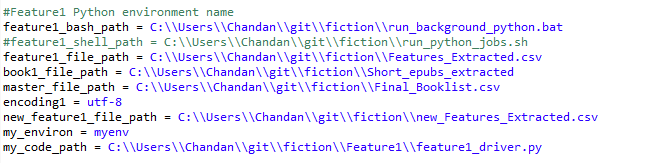 #Feature1 Python environment name
feature1_bash_path = C:\\Users\\Chandan\\git\\fiction\\run_background_python.bat
#feature1_shell_path = C:\\Users\\Chandan\\git\\fiction\\run_python_jobs.sh
feature1_file_path = C:\\Users\\Chandan\\git\\fiction\\Features_Extracted.csv
book1_file_path = C:\\Users\\Chandan\\git\\fiction\\Short_epubs_extracted
master_file_path = C:\\Users\\Chandan\\git\\fiction\\Final_Booklist.csv
encoding1 = utf-8
new_feature1_file_path = C:\\Users\\Chandan\\git\\fiction\\new_Features_Extracted.csv
my_environ = myenv
my_code_path = C:\\Users\\Chandan\\git\\fiction\\Feature1\\feature1_driver.py